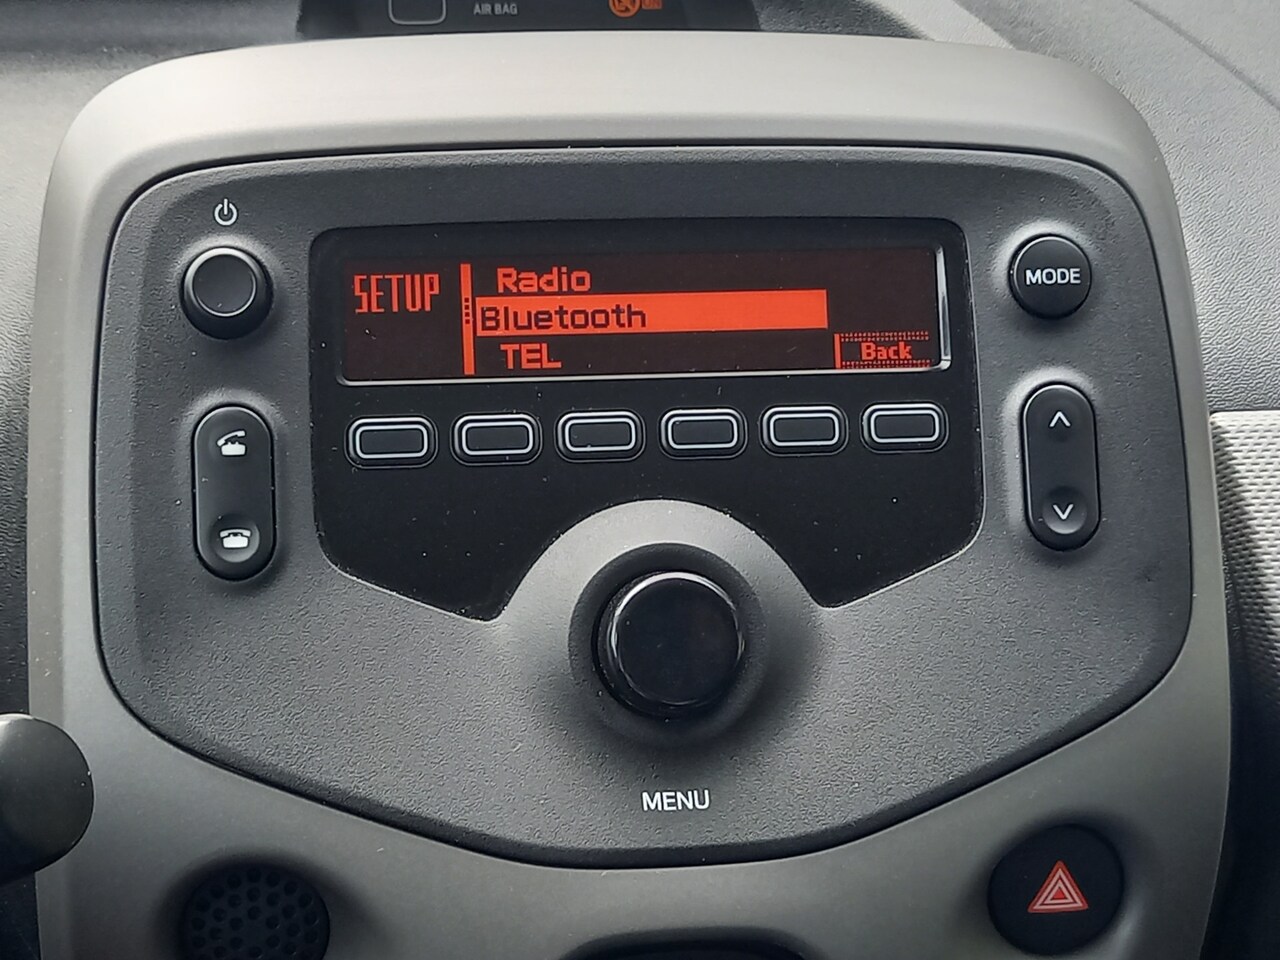 AIR BAG
SETUP
Radio
Bluetooth
TEL
Back
MODE
MENU